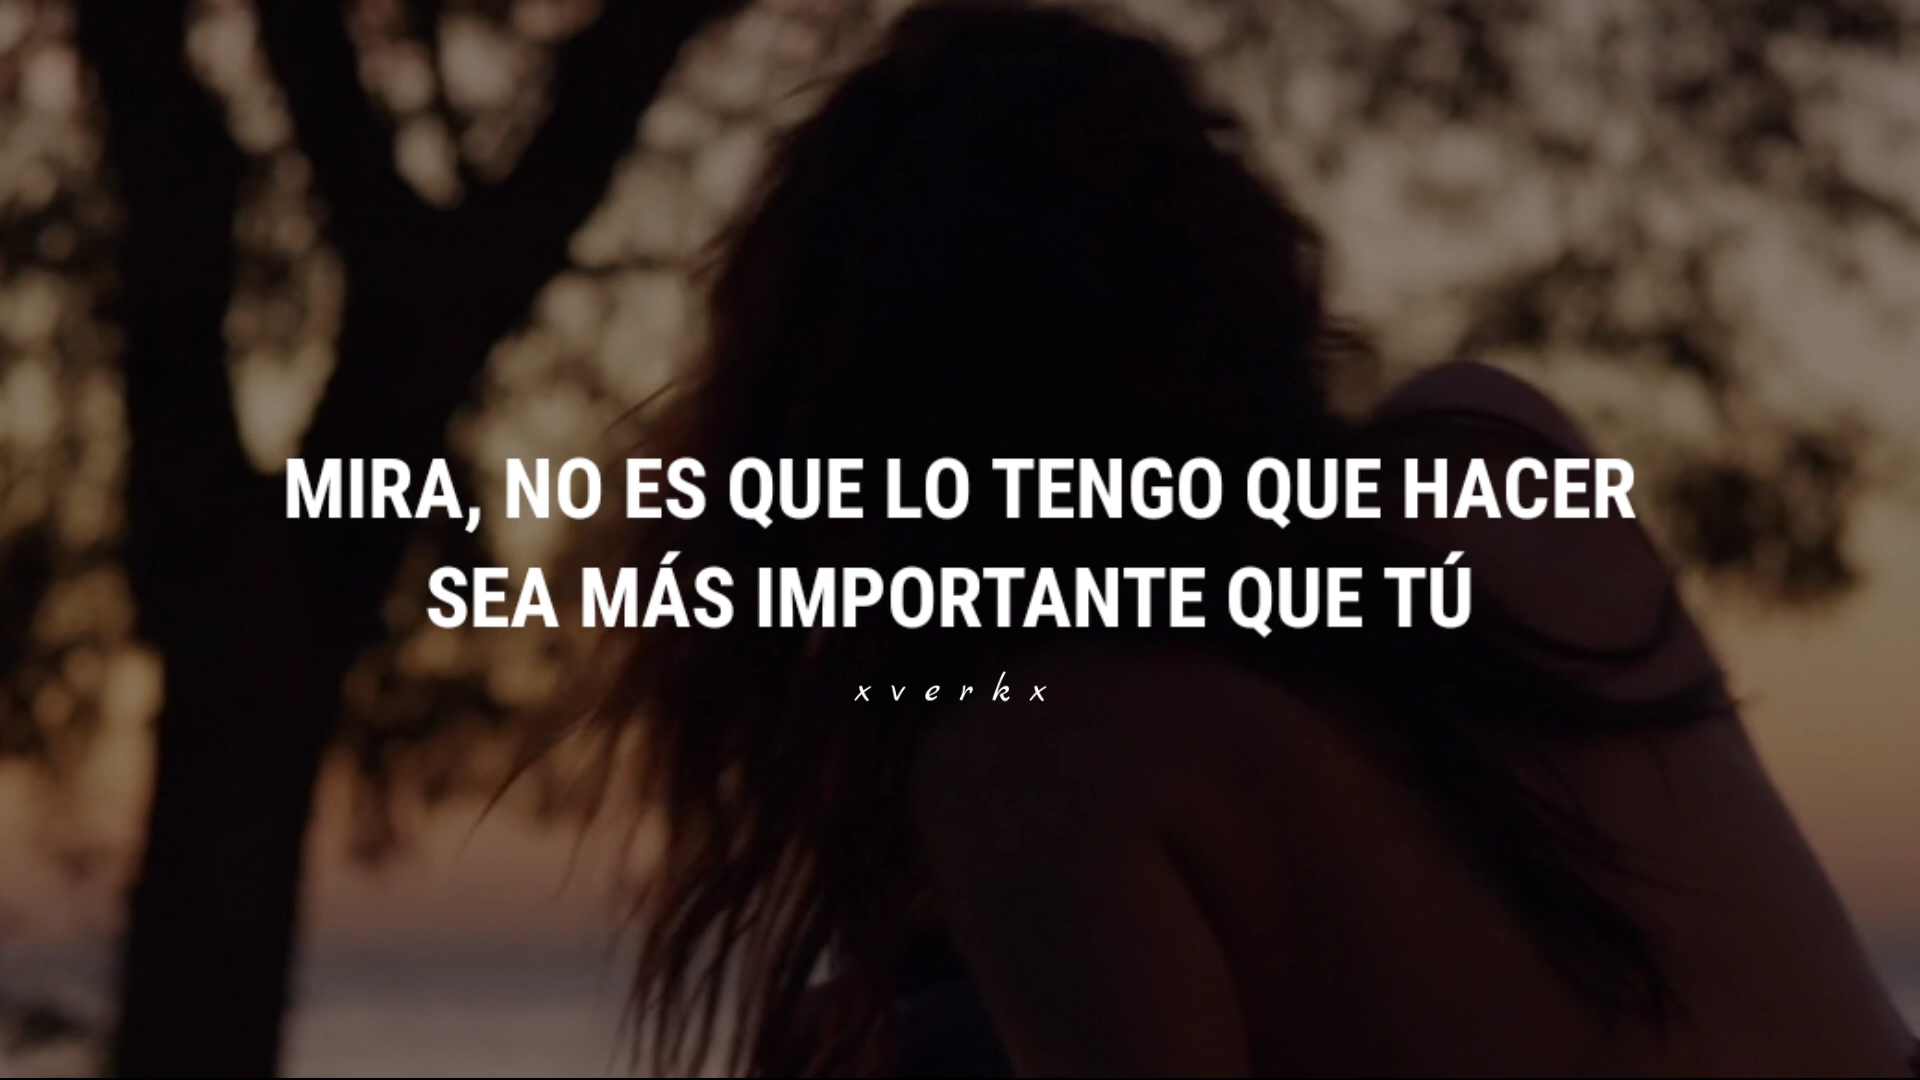 MIRA, NO ES QUE LO TENGO QUE HACER
SEA MÁS IMPORTANTE QUE TÚ
xverkx